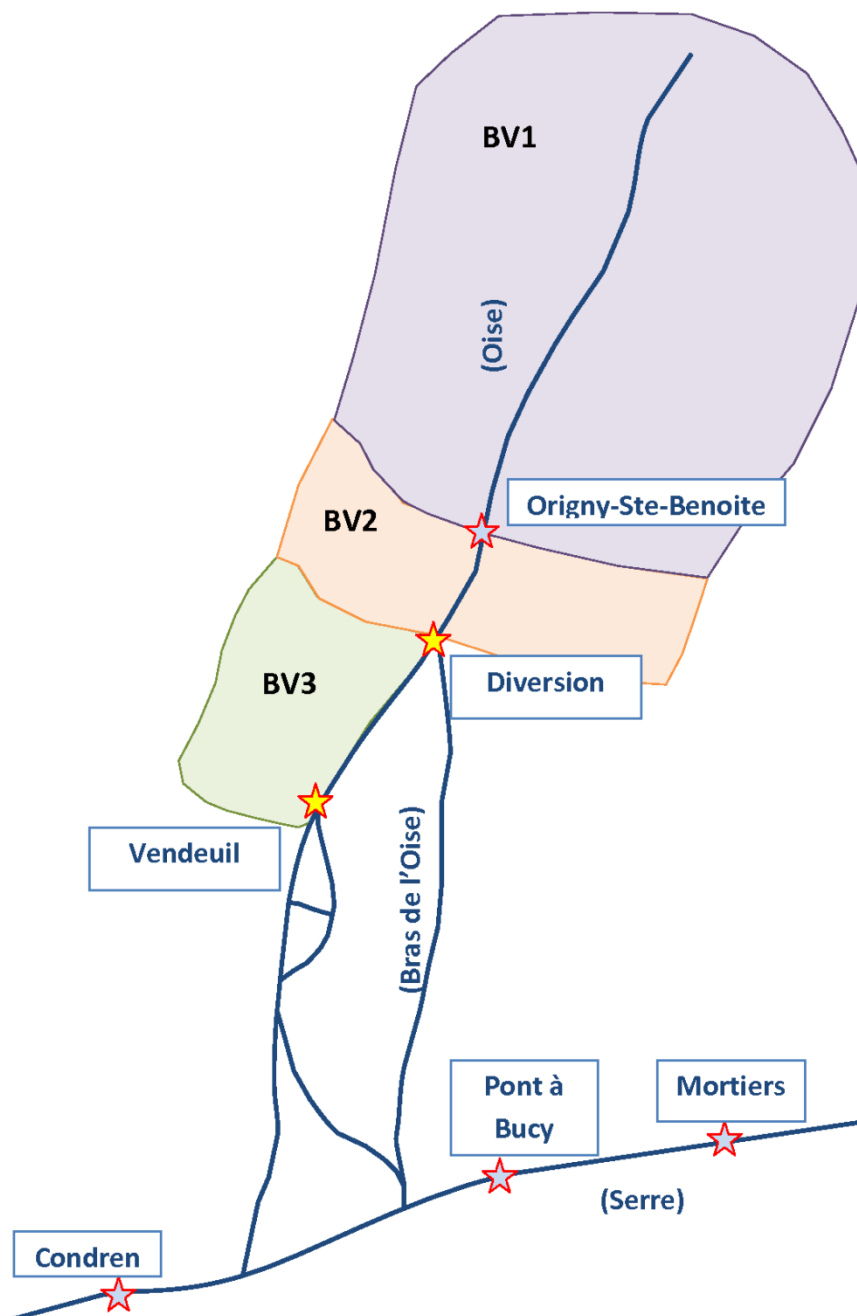 BV1
(Oise)
Origny-Ste-Benoite
BV2
Diversion
BV3
Vendeuil
(Bras de l’Oise)
Pont à
Bucy
Mortiers
(Serre)
Condren